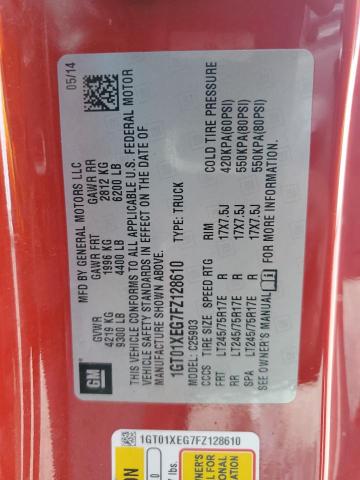 GM
MFD BY GENERAL MOTORS LLC
05/14
GVWR
4219 KG
9300 LB
GAWR FRT
1996 KG
4400 LB
GAWR RR
2812 KG
6200 LB
THIS VEHICLE CONFORMS TO ALL APPLICABLE U.S. FEDERAL MOTOR
VEHICLE SAFETY STANDARDS IN EFFECT ON THE DATE OF
MANUFACTURE SHOWN ABOVE.
1GT01XEG7FZ128610
TYPE: TRUCK
C25903
CCCS TIRE SIZE SPEED RTG RIM COLD TIRE PRESSURE
FRT LT245/75R17E R 17X7.5J 420KPA(60PSI)
RR LT245/75R17E R 17X7.5J 550KPA(80PSI)
SPA LT245/75R17E R 17X7.5J 550KPA(80PSI)
SEE OWNER'S MANUAL FOR MORE INFORMATION.
1GT01XEG7FZ128610